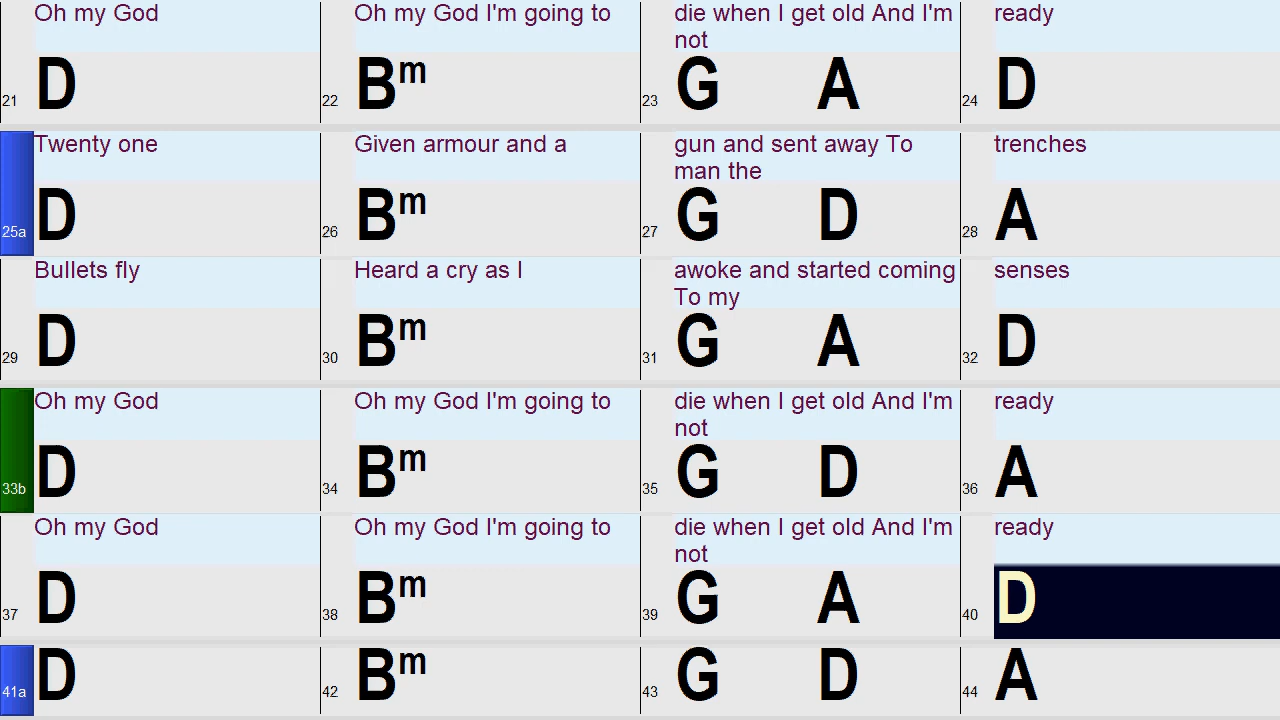 Oh my God Oh my God I'm going to die when I get old And I'm ready
not
21 D 22 Bm 23 G A 24 D
Twenty one Given armour and a gun and sent away To trenches
man the
25a D 26 Bm 27 G D 28 A
Bullets fly Heard a cry as I awoke and started coming senses
To my
29 D 30 Bm 31 G A 32 D
Oh my God Oh my God I'm going to die when I get old And I'm ready
not
33b D 34 Bm 35 G D 36 A
Oh my God Oh my God I'm going to die when I get old And I'm ready
not
37 D 38 Bm 39 G A 40 D
41a D 42 Bm 43 G D 44 A